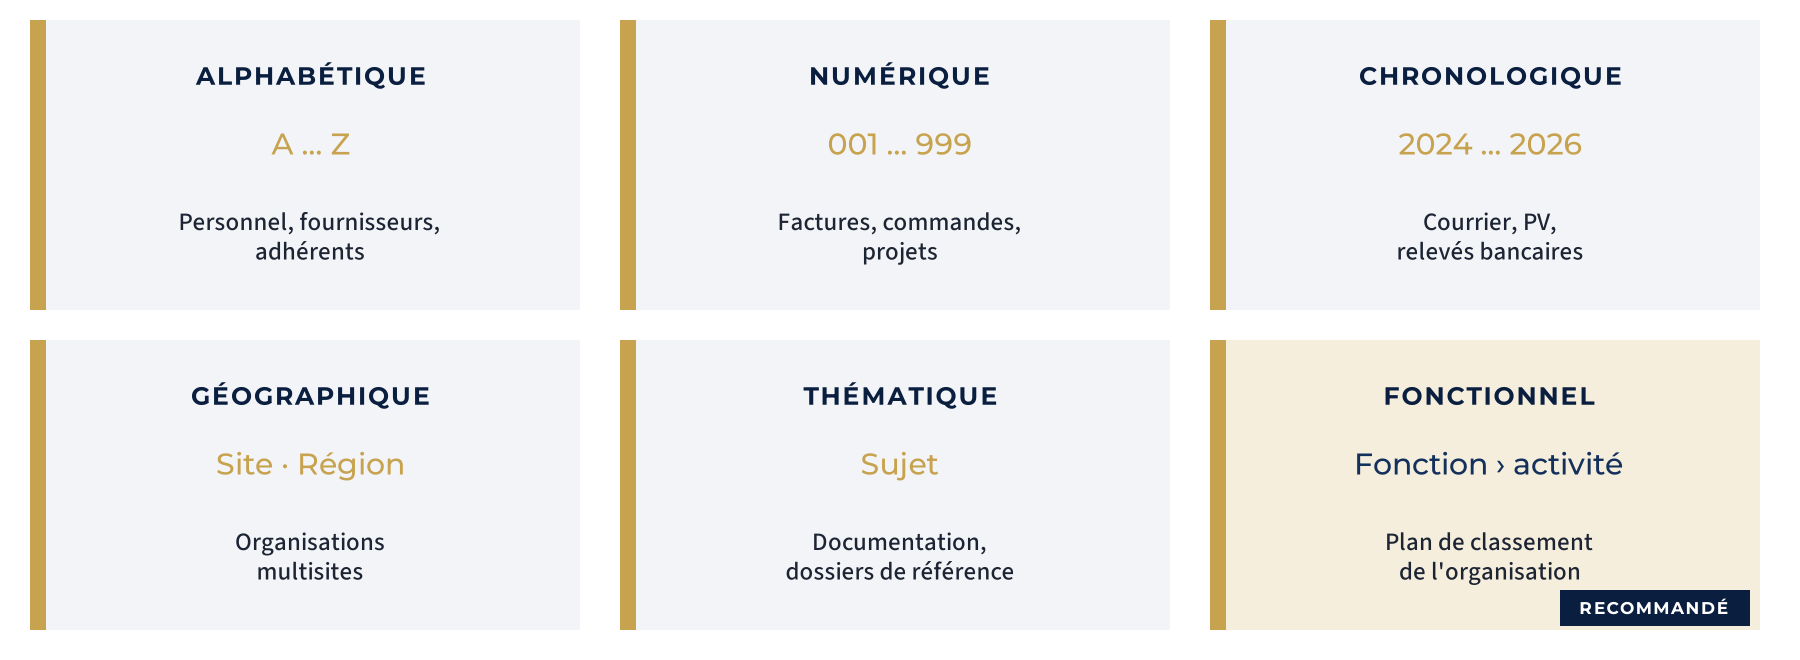 ALPHABÉTIQUE
A ... Z
Personnel, fournisseurs,
adhérents
NUMÉRIQUE
001 ... 999
Factures, commandes,
projets
CHRONOLOGIQUE
2024 ... 2026
Courrier, PV,
relevés bancaires
GÉOGRAPHIQUE
Site · Région
Organisations
multisites
THÉMATIQUE
Sujet
Documentation,
dossiers de référence
FONCTIONNEL
Fonction › activité
Plan de classement
de l'organisation
RECOMMANDÉ